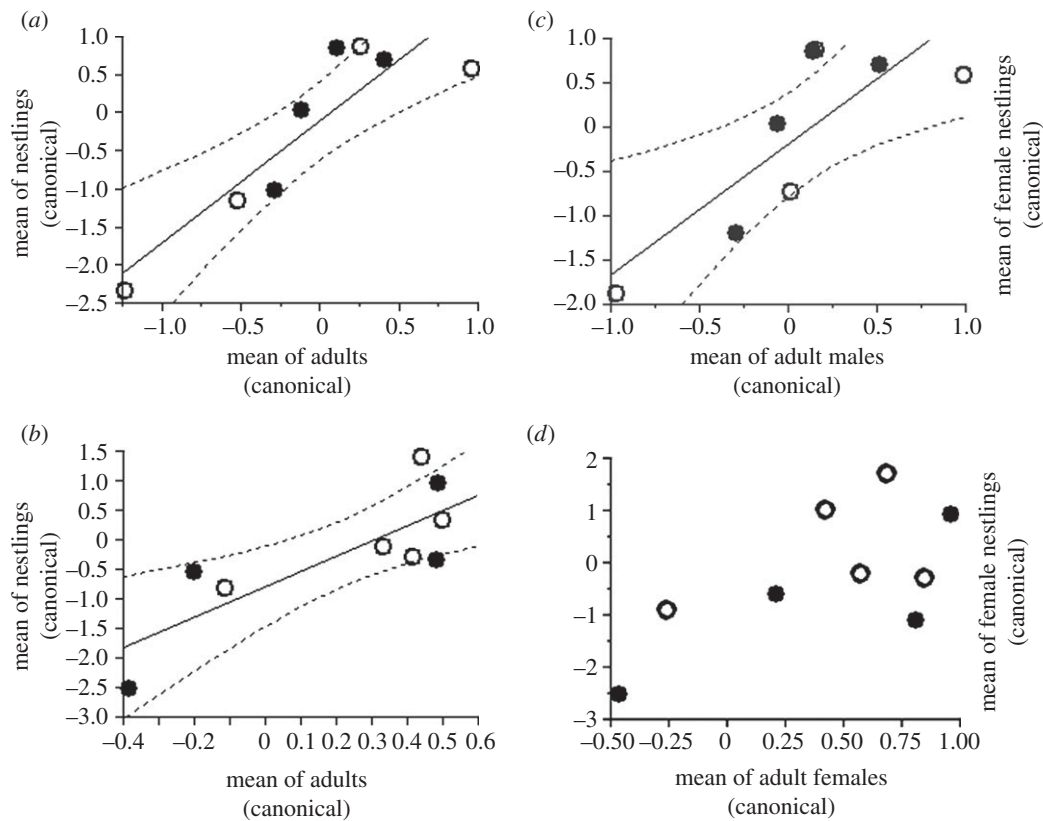 (a)
1.0
0.5
0
–0.5
–1.0
–1.5
–2.0
–2.5
mean of nestlings
(canonical)
–1.0 –0.5 0 0.5 1.0
mean of adults
(canonical)
(c)
1.0
0.5
0
–0.5
–1.0
–1.5
–2.0
–1.0 –0.5 0 0.5 1.0
mean of adult males
(canonical)
mean of female nestlings
(canonical)
(b)
1.5
1.0
0.5
0
–0.5
–1.0
–1.5
–2.0
–2.5
–3.0
mean of nestlings
(canonical)
–0.4 –0.2 0 0.2 0.3 0.4 0.5 0.6
mean of adults
(canonical)
(d)
2
1
0
–1
–2
–3
–0.50 –0.25 0 0.25 0.50 0.75 1.00
mean of adult females
(canonical)
mean of female nestlings
(canonical)